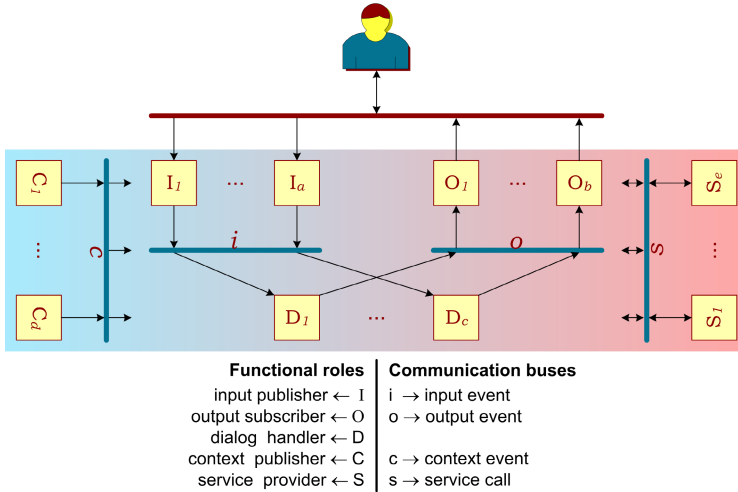 C1 ... Cd
c
I1 ... Ia
i
O1 ... Ob
o
D1 ... Dc
s
Se ... S1
Functional roles Communication buses
input publisher ← I i → input event
output subscriber ← O o → output event
dialog handler ← D
context publisher ← C c → context event
service provider ← S s → service call